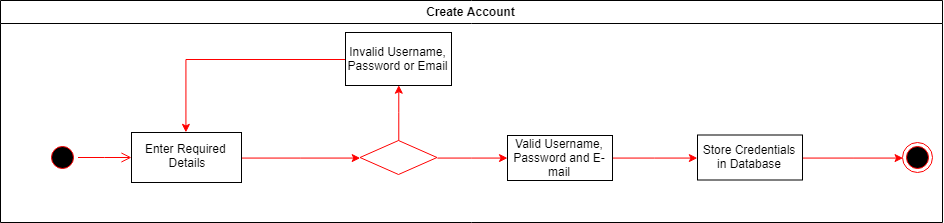 Create Account
Invalid Username,
Password or Email
Enter Required
Details
Valid Username,
Password and E-
mail
Store Credentials
in Database